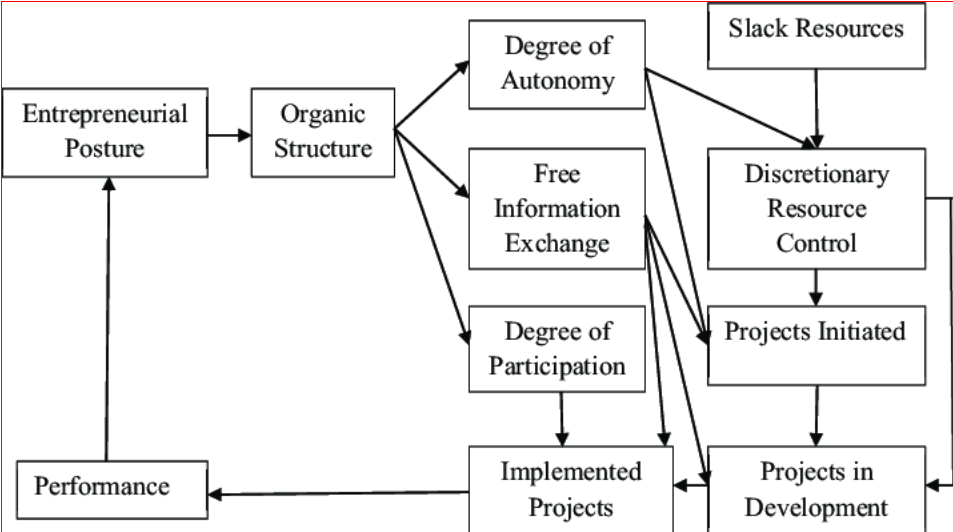 Entrepreneurial
Posture
Organic
Structure
Degree of
Autonomy
Slack Resources
Free
Information
Exchange
Discretionary
Resource
Control
Degree of
Participation
Projects Initiated
Performance
Implemented
Projects
Projects in
Development